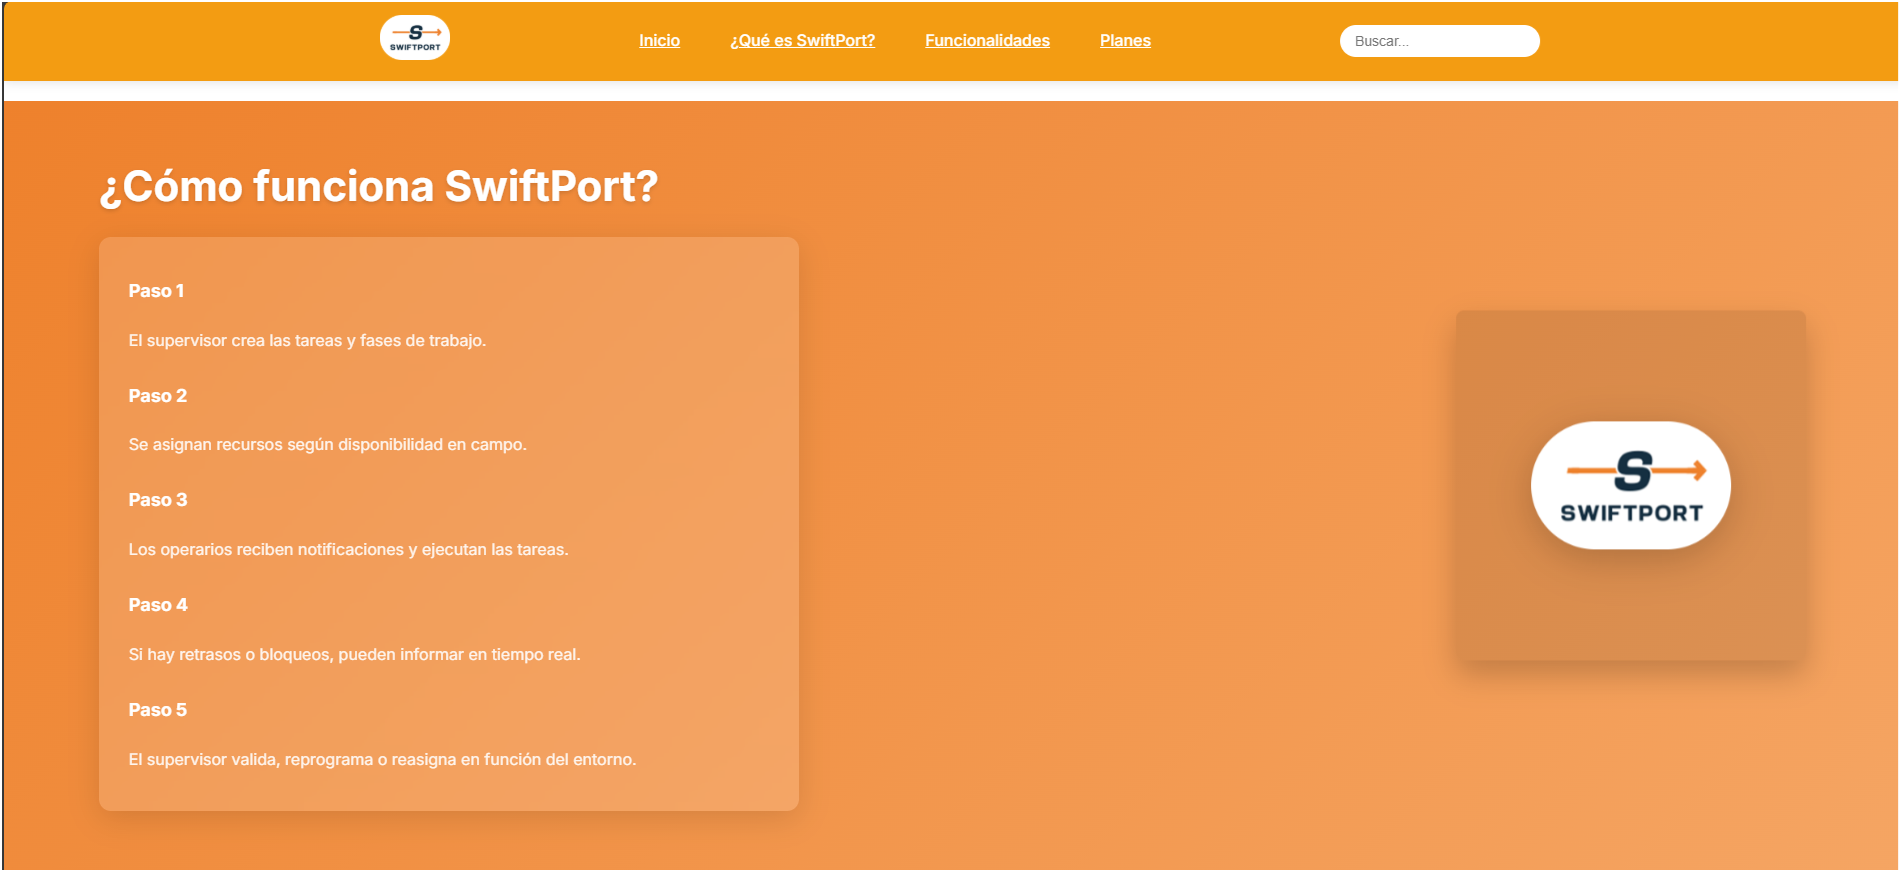 S
SWIFTPORT
Inicio
¿Qué es SwiftPort?
Funcionalidades
Planes
Buscar...
¿Cómo funciona SwiftPort?
Paso 1
El supervisor crea las tareas y fases de trabajo.
Paso 2
Se asignan recursos según disponibilidad en campo.
Paso 3
Los operarios reciben notificaciones y ejecutan las tareas.
Paso 4
Si hay retrasos o bloqueos, pueden informar en tiempo real.
Paso 5
El supervisor valida, reprograma o reasigna en función del entorno.
S
SWIFTPORT